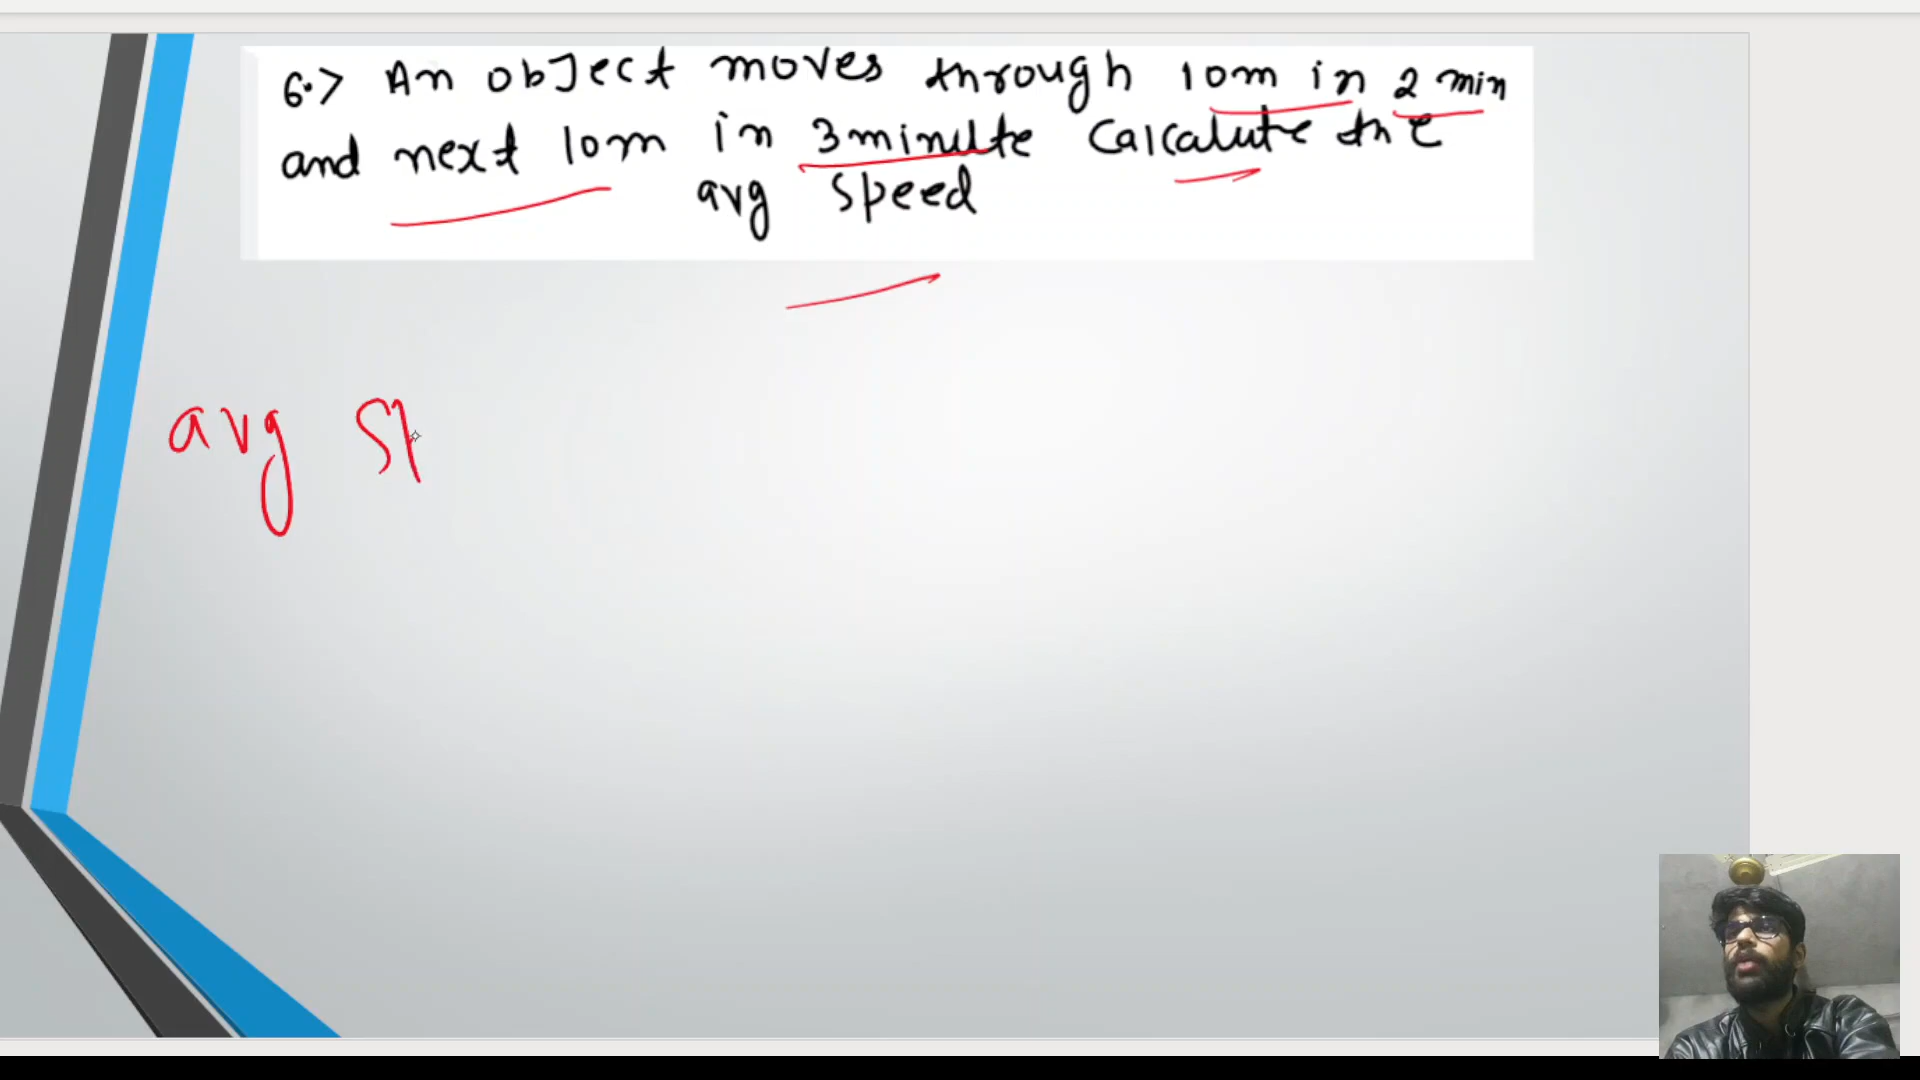 6.> An object moves through 10m in 2 min
and next 10m in 3minute Calcalute the
avg speed
avg sp